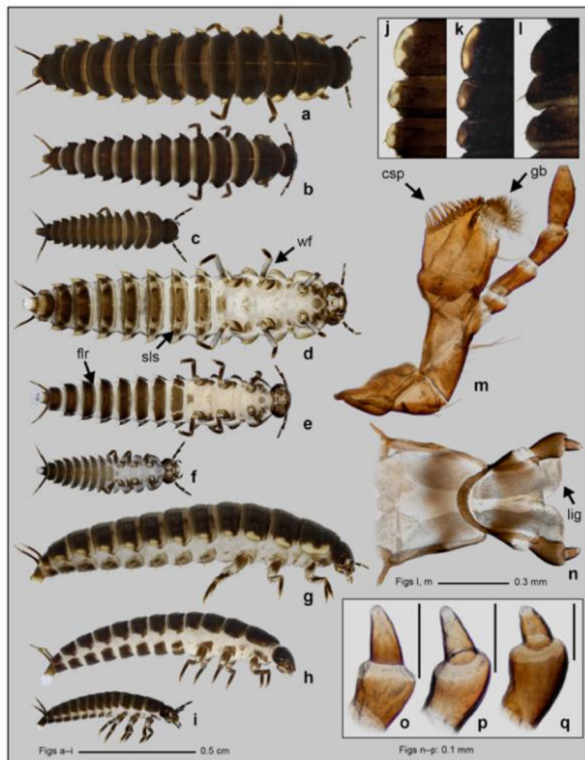 j k l
a
csp gb
b
c
wf
d
sls
flr
m
e
f
lig
n
Figs l, m 0.3 mm
g
h
o p q
i
Figs a–i 0.5 cm Figs n–p: 0.1 mm